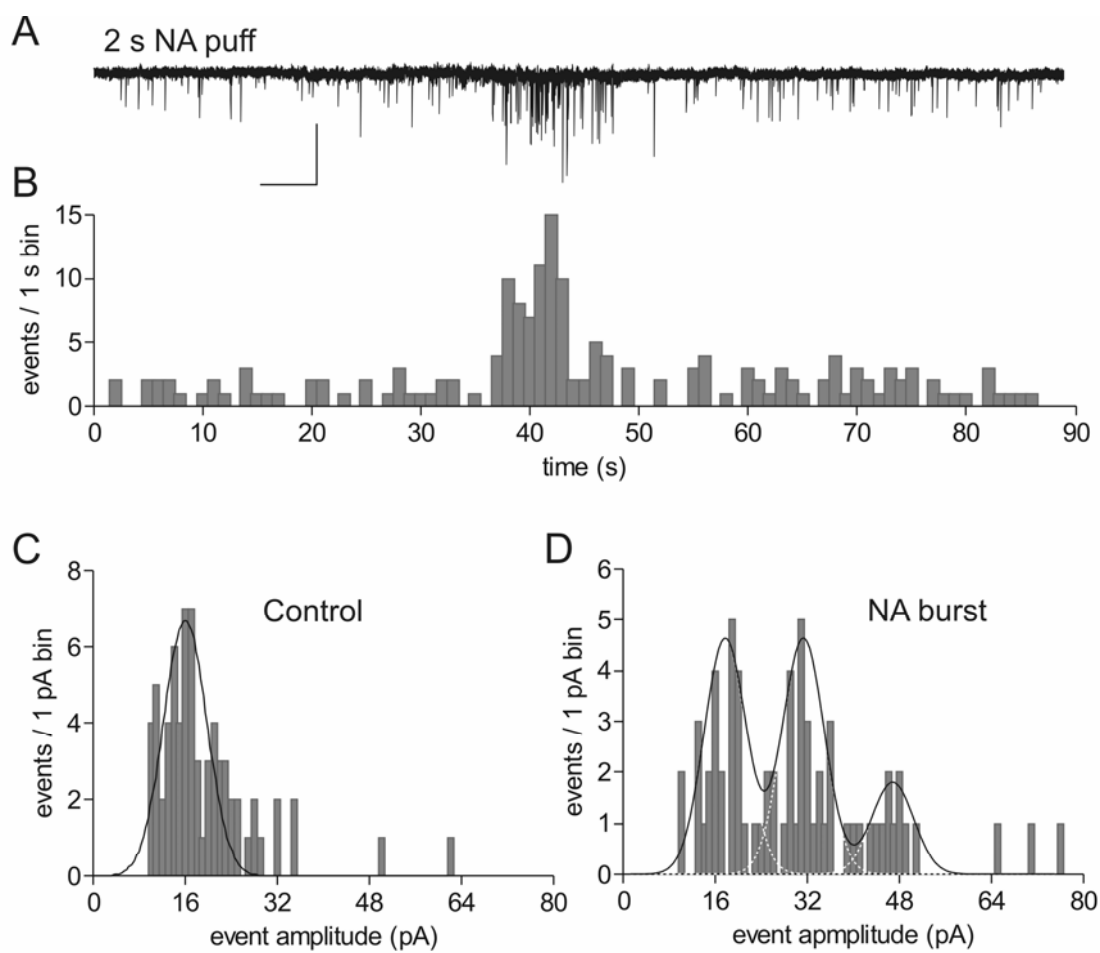 A
2 s NA puff
B
events / 1 s bin
15
10
5
0
0 10 20 30 40 50 60 70 80 90
time (s)
C
Control
events / 1 pA bin
8
6
4
2
0
0 16 32 48 64 80
event amplitude (pA)
D
NA burst
events / 1 pA bin
6
5
4
3
2
1
0
0 16 32 48 64 80
event apmplitude (pA)